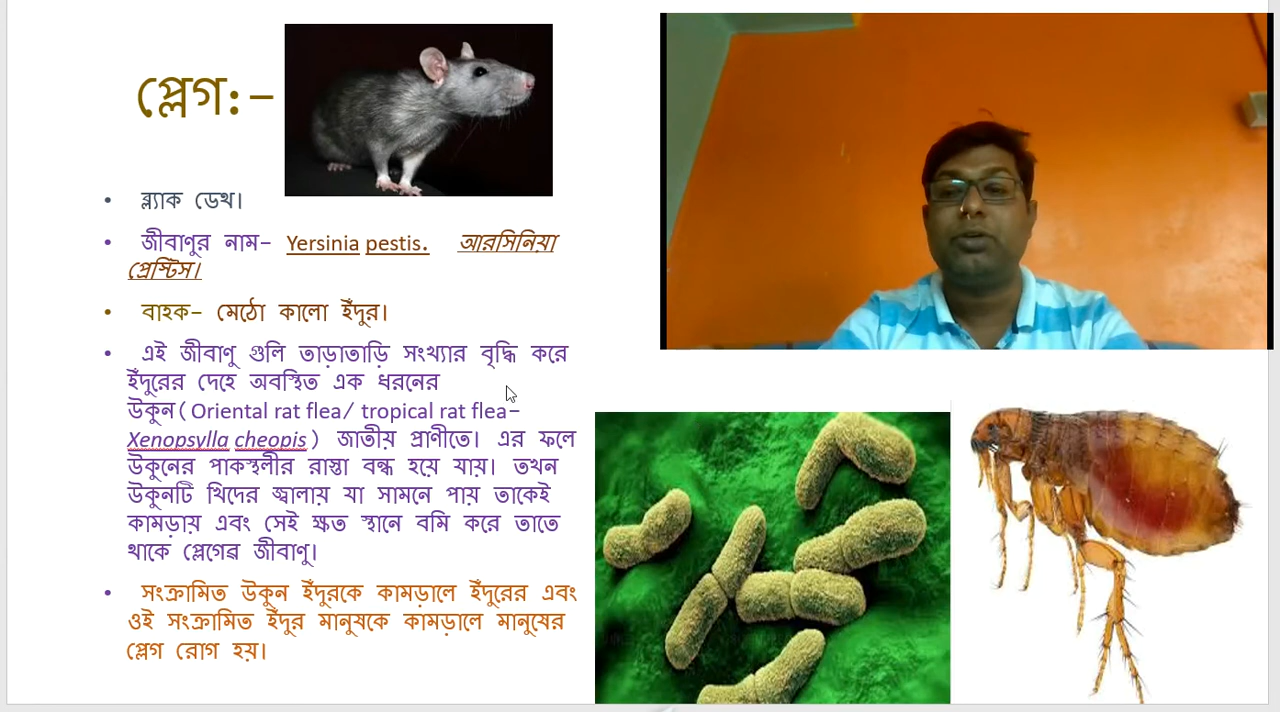 প্লেগ:-
• ব্ল্যাক ডেথ।
• জীবাণুর নাম- Yersinia pestis. আরসিনিয়া
প্রেস্টিস।
• বাহক- মেঠো কালো ইঁদুর।
• এই জীবাণু গুলি তাড়াতাড়ি সংখ্যার বৃদ্ধি করে
ইঁদুরের দেহে অবস্থিত এক ধরনের
উকুন(Oriental rat flea/ tropical rat flea-
Xenopsylla cheopis) জাতীয় প্রাণীতে। এর ফলে
উকুনের পাকস্থলীর রাস্তা বন্ধ হয়ে যায়। তখন
উকুনটি খিদের জ্বালায় যা সামনে পায় তাকেই
কামড়ায় এবং সেই ক্ষত স্থানে বমি করে তাতে
থাকে প্লেগেৱ জীবাণু।
• সংক্রামিত উকুন ইঁদুরকে কামড়ালে ইঁদুরের এবং
ওই সংক্রামিত ইঁদুর মানুষকে কামড়ালে মানুষের
প্লেগ রোগ হয়।